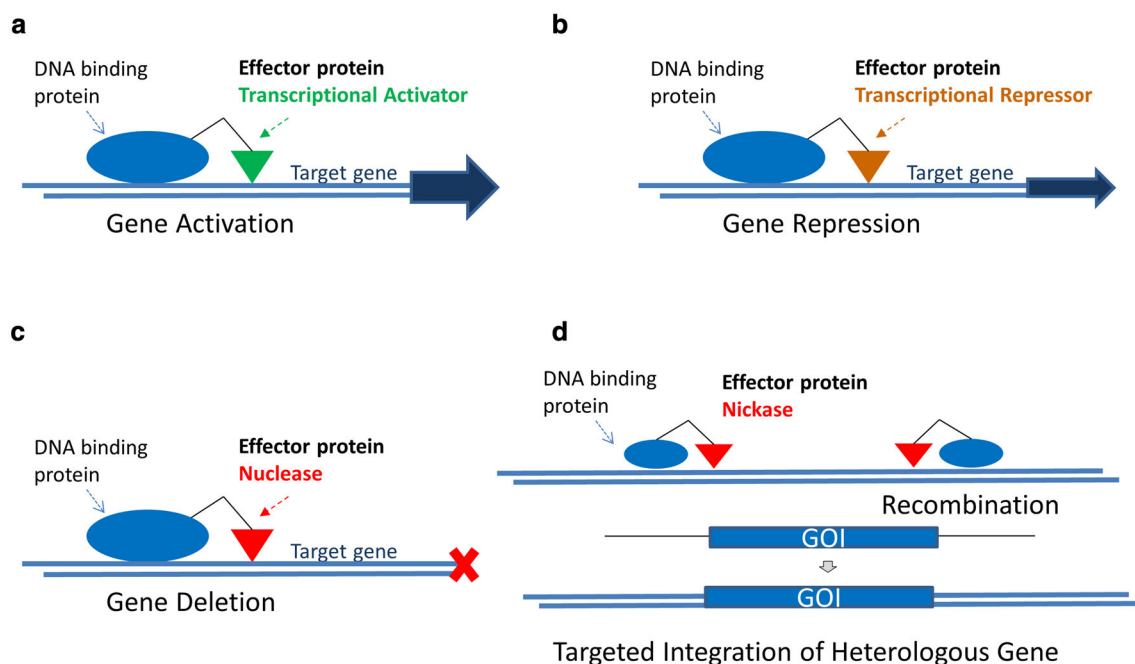 a
DNA binding
protein
Effector protein
Transcriptional Activator
Target gene
Gene Activation
b
DNA binding
protein
Effector protein
Transcriptional Repressor
Target gene
Gene Repression
c
DNA binding
protein
Effector protein
Nuclease
Target gene
Gene Deletion
d
DNA binding
protein
Effector protein
Nickase
Recombination
GOI
GOI
Targeted Integration of Heterologous Gene